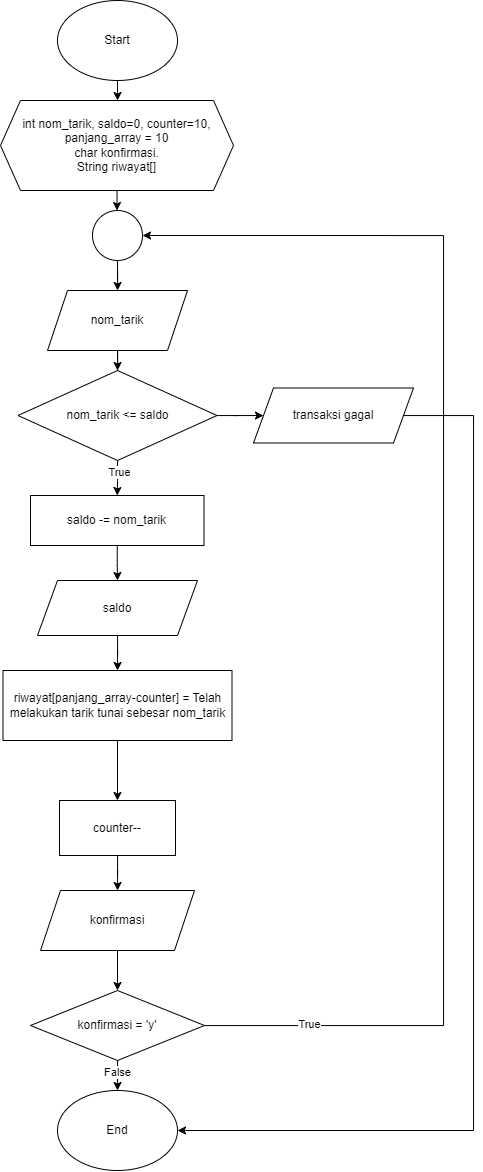 Start
int nom_tarik, saldo=0, counter=10,
panjang_array = 10
char konfirmasi.
String riwayat[]
nom_tarik
nom_tarik <= saldo
transaksi gagal
True
saldo -= nom_tarik
saldo
riwayat[panjang_array-counter] = Telah
melakukan tarik tunai sebesar nom_tarik
counter--
konfirmasi
konfirmasi = 'y'
True
False
End